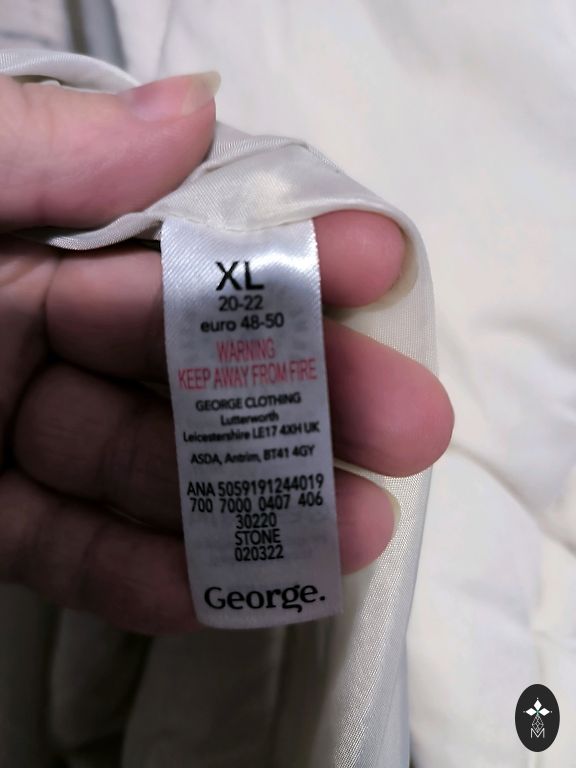 XL
20-22
euro 48-50
WARNING
KEEP AWAY FROM FIRE
GEORGE CLOTHING
Lutterworth
Leicestershire LE17 4XH UK
ASDA, Antrim, BT41 4GY
ANA 5059191244019
700 7000 0407 406
30220
STONE
020322
George.
M